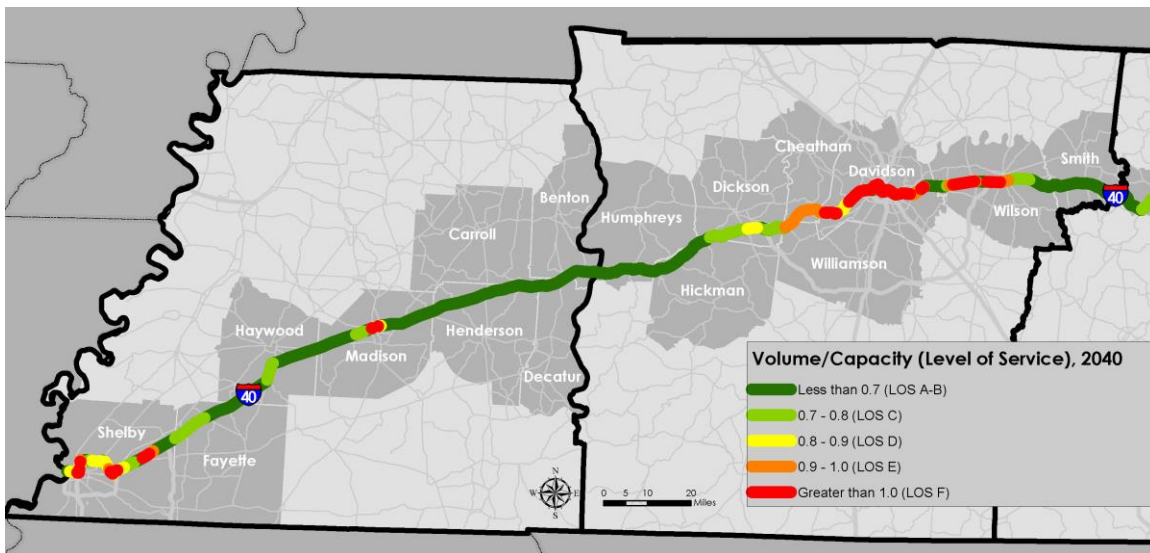 Cheatham
Smith
Davidson
Dickson
Benton
Humphreys
Wilson
40
Carroll
Williamson
Hickman
Haywood
Henderson
Madison
Decatur
40
Shelby
Fayette
Volume/Capacity (Level of Service), 2040
Less than 0.7 (LOS A-B)
0.7 - 0.8 (LOS C)
0.8 - 0.9 (LOS D)
0.9 - 1.0 (LOS E)
Greater than 1.0 (LOS F)
N
W E
S
0 5 10 20
Miles